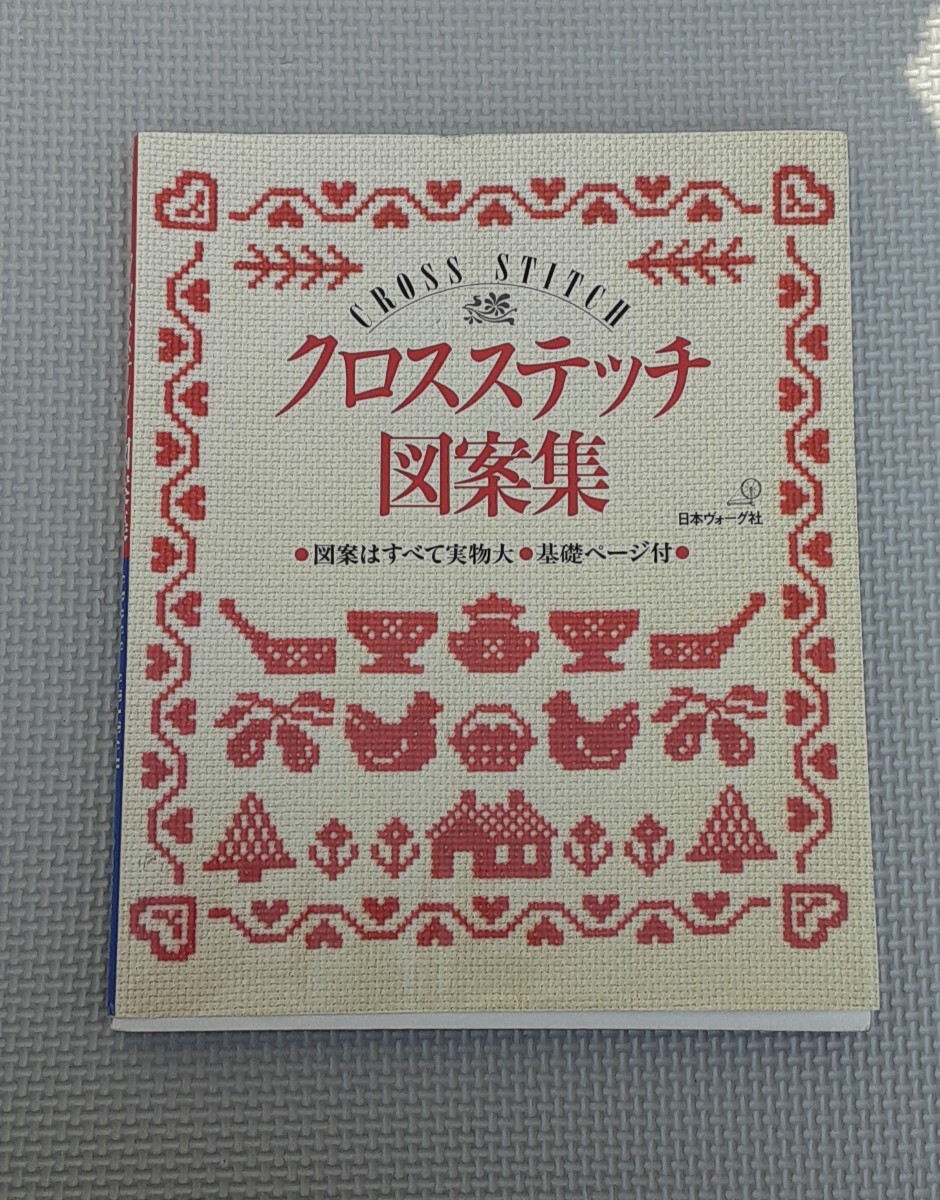 CROSS STITCH
クロスステッチ
図案集
日本ヴォーグ社
●図案はすべて実物大●基礎ページ付●